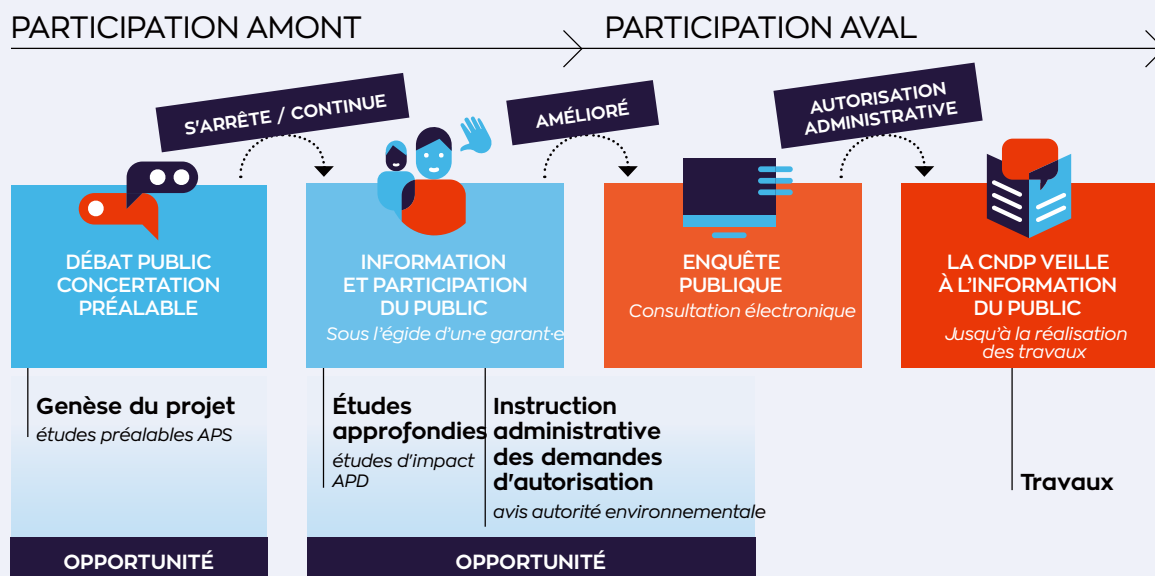 PARTICIPATION AMONT
PARTICIPATION AVAL
S'ARRÊTE / CONTINUE
AMÉLIORÉ
AUTORISATION
ADMINISTRATIVE
DÉBAT PUBLIC
CONCERTATION
PRÉALABLE
INFORMATION
ET PARTICIPATION
DU PUBLIC
Sous l'égide d'un·e garant·e
ENQUÊTE
PUBLIQUE
Consultation électronique
LA CNDP VEILLE
À L'INFORMATION
DU PUBLIC
Jusqu'à la réalisation
des travaux
Genèse du projet
études préalables APS
Études
approfondies
études d'impact
APD
Instruction
administrative
des demandes
d'autorisation
avis autorité environnementale
Travaux
OPPORTUNITÉ
OPPORTUNITÉ